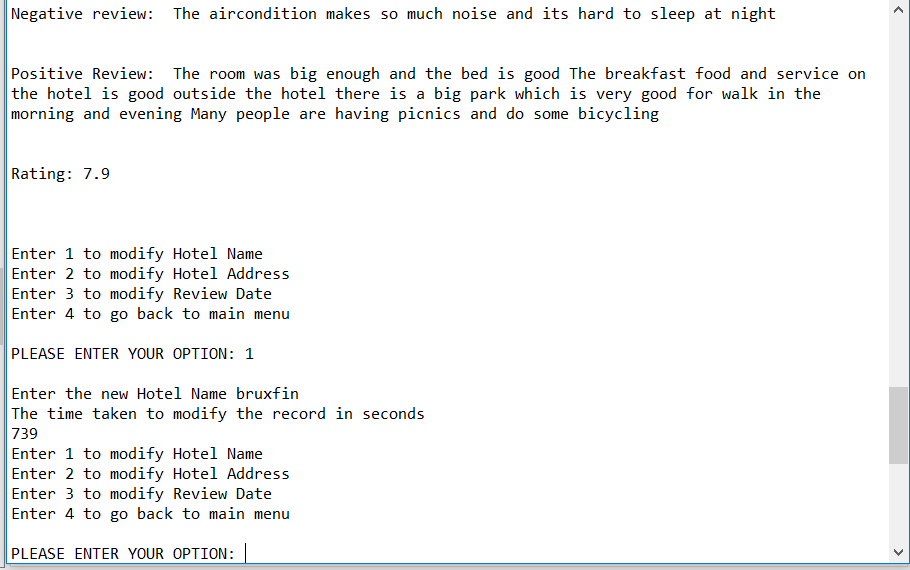 Negative review:  The aircondition makes so much noise and its hard to sleep at night
Positive Review:  The room was big enough and the bed is good The breakfast food and service on
the hotel is good outside the hotel there is a big park which is very good for walk in the
morning and evening Many people are having picnics and do some bicycling
Rating: 7.9
Enter 1 to modify Hotel Name
Enter 2 to modify Hotel Address
Enter 3 to modify Review Date
Enter 4 to go back to main menu
PLEASE ENTER YOUR OPTION: 1
Enter the new Hotel Name bruxfin
The time taken to modify the record in seconds
739
Enter 1 to modify Hotel Name
Enter 2 to modify Hotel Address
Enter 3 to modify Review Date
Enter 4 to go back to main menu
PLEASE ENTER YOUR OPTION: